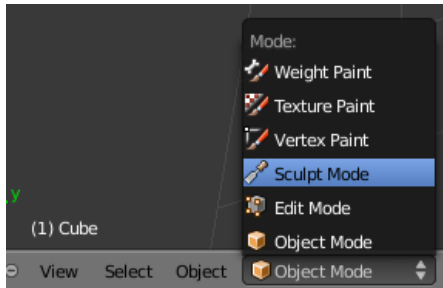 Mode:
Weight Paint
Texture Paint
Vertex Paint
Sculpt Mode
Edit Mode
Object Mode
y
(1) Cube
View Select Object Object Mode